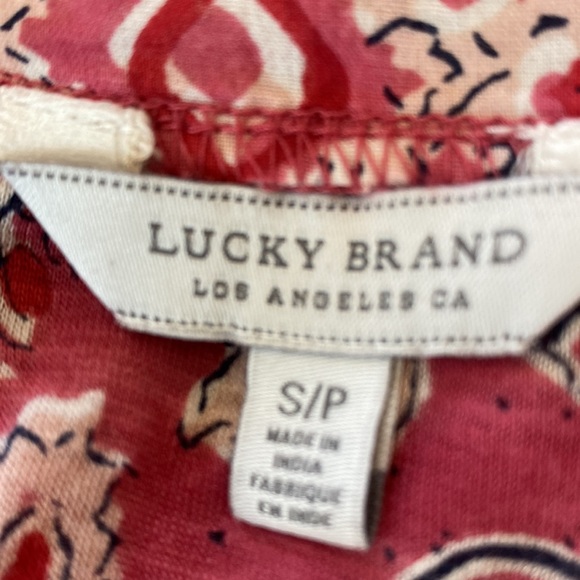 LUCKY BRAND
LOS ANGELES CA
S/P
MADE IN
INDIA
FABRIQUE
EN INDE